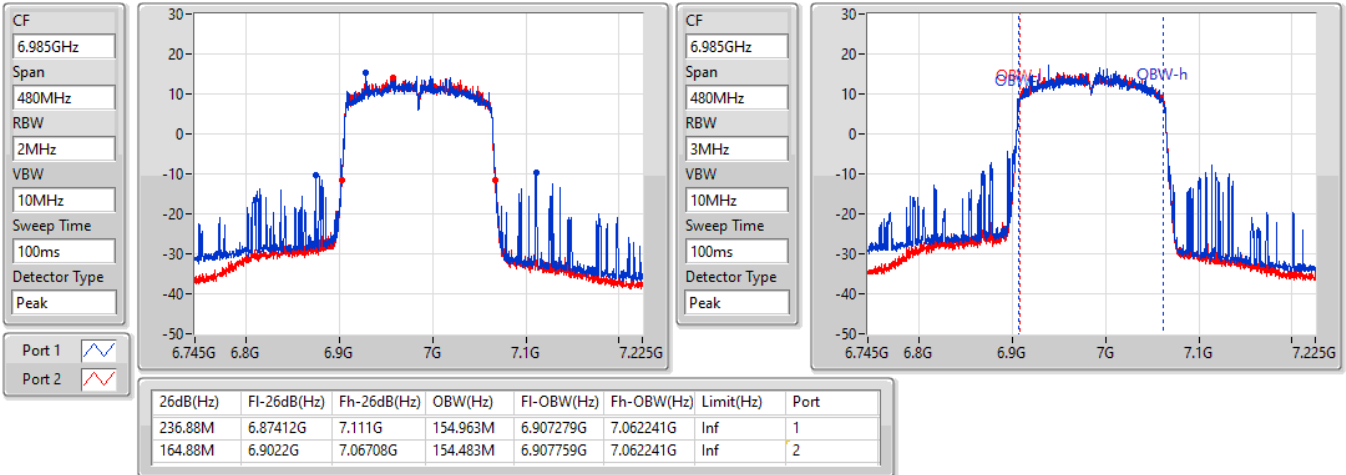 CF
6.985GHz
Span
480MHz
RBW
2MHz
VBW
10MHz
Sweep Time
100ms
Detector Type
Peak
30
20
10
0
-10
-20
-30
-40
-50
6.745G 6.8G 6.9G 7G 7.1G 7.225G
CF
6.985GHz
Span
480MHz
RBW
3MHz
VBW
10MHz
Sweep Time
100ms
Detector Type
Peak
30
20
10
0
-10
-20
-30
-40
-50
OBW-h
6.745G 6.8G 6.9G 7G 7.1G 7.225G
Port 1
Port 2
26dB(Hz) Fl-26dB(Hz) Fh-26dB(Hz) OBW(Hz) Fl-OBW(Hz) Fh-OBW(Hz) Limit(Hz) Port
236.88M 6.87412G 7.111G 154.963M 6.907279G 7.062241G Inf 1
164.88M 6.9022G 7.06708G 154.483M 6.907759G 7.062241G Inf 2